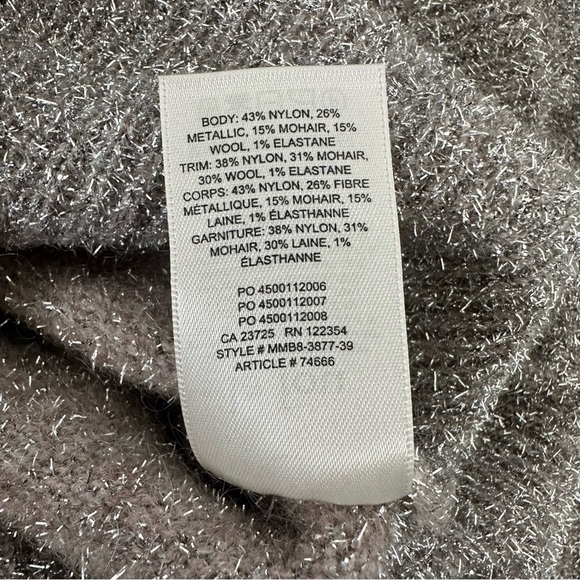 BODY: 43% NYLON, 26%
METALLIC, 15% MOHAIR, 15%
WOOL, 1% ELASTANE
TRIM: 38% NYLON, 31% MOHAIR,
30% WOOL, 1% ELASTANE
CORPS: 43% NYLON, 26% FIBRE
MÉTALLIQUE, 15% MOHAIR, 15%
LAINE, 1% ÉLASTHANNE
GARNITURE: 38% NYLON, 31%
MOHAIR, 30% LAINE, 1%
ÉLASTHANNE
PO 4500112006
PO 4500112007
PO 4500112008
CA 23725 RN 122354
STYLE # MMB8-3877-39
ARTICLE # 74666